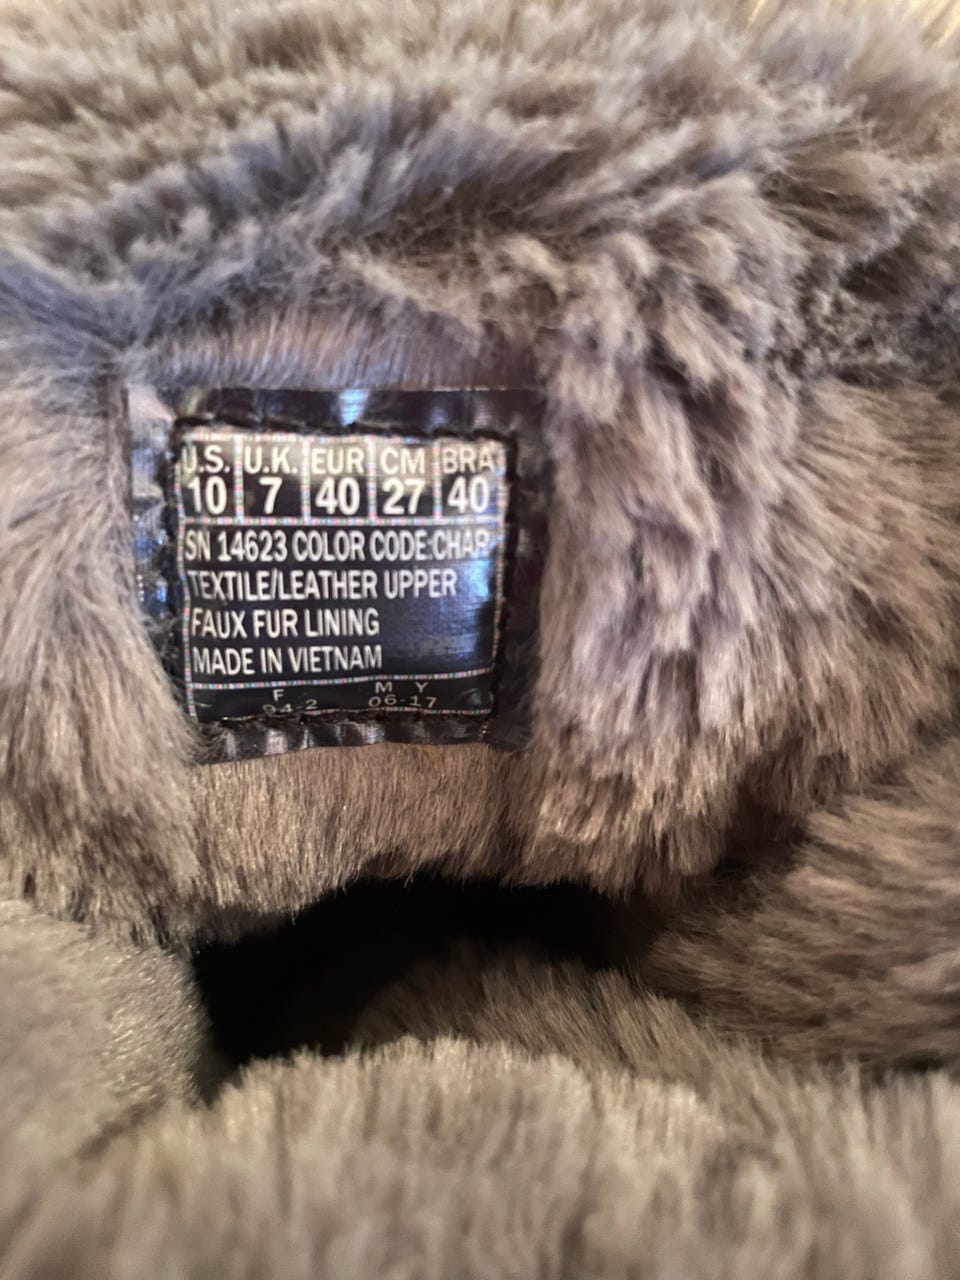 U.S. U.K. EUR CM BRA
10 7 40 27 40
SN 14623 COLOR CODE:CHAR
TEXTILE/LEATHER UPPER
FAUX FUR LINING
MADE IN VIETNAM
F M Y
94-2 06-17